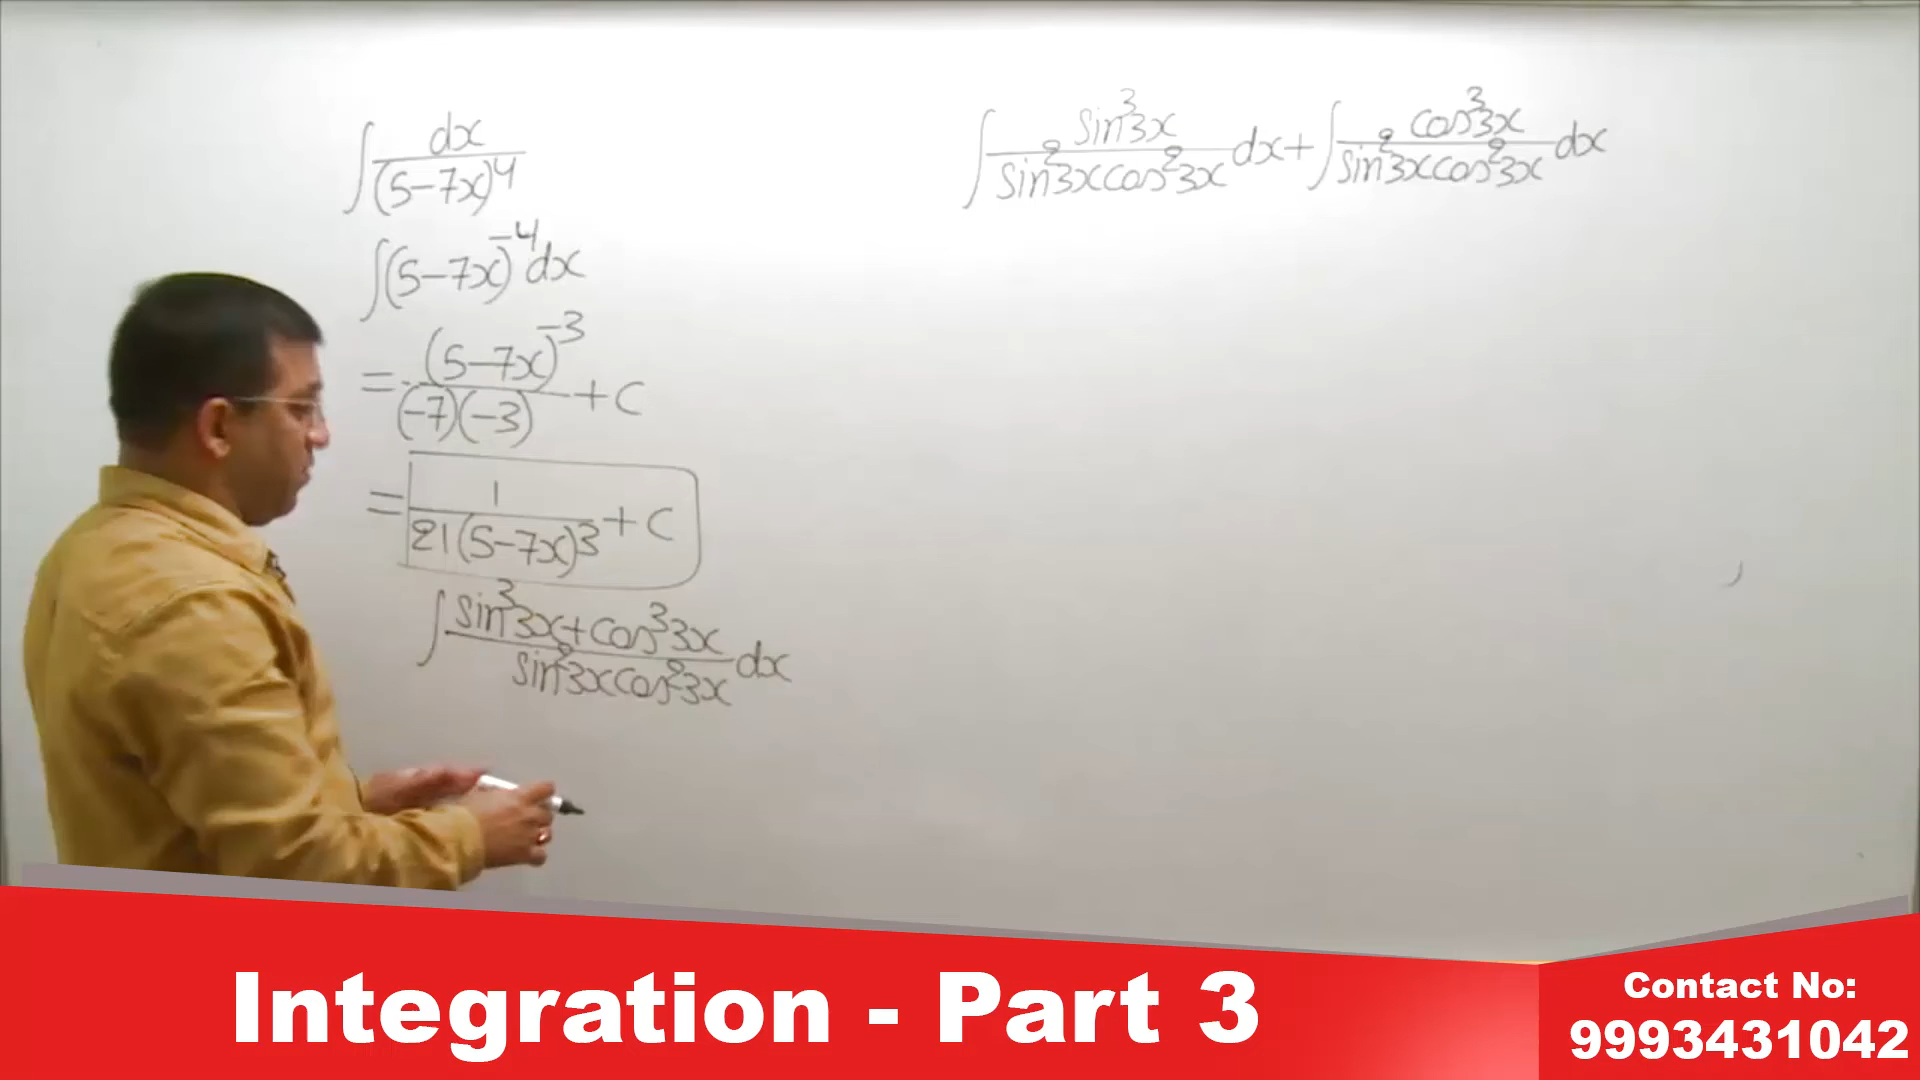 ∫ dx / (5-7x)^4
∫ (5-7x)^-4 dx
= (5-7x)^-3 / (-7)(-3) + C
= 1 / 21(5-7x)^3 + C
∫ sin^3 3x + cos^3 3x / sin^2 3x cos^2 3x dx
∫ sin^3 3x / sin^2 3x cos^2 3x dx + ∫ cos^3 3x / sin^2 3x cos^2 3x dx
Integration - Part 3
Contact No:
9993431042